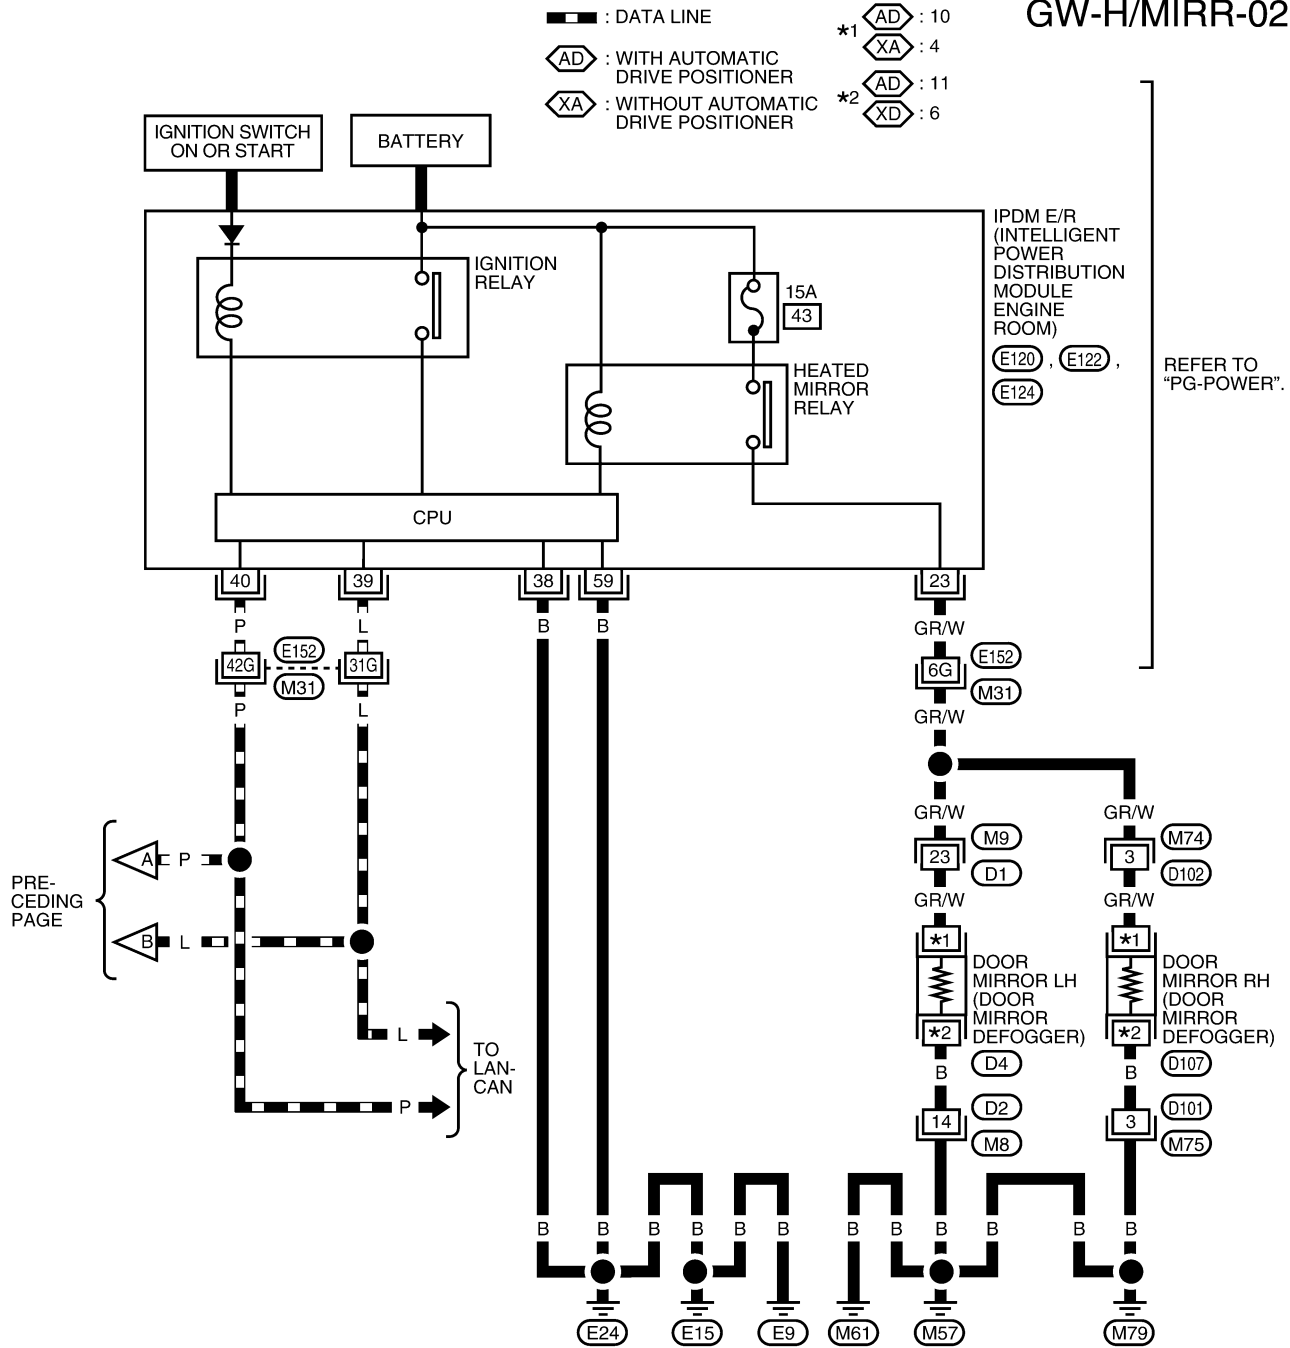 GW-H/MIRR-02
: DATA LINE
AD : WITH AUTOMATIC
DRIVE POSITIONER
XA : WITHOUT AUTOMATIC
DRIVE POSITIONER
*1
AD : 10
XA : 4
*2
AD : 11
XD : 6
IGNITION SWITCH
ON OR START
BATTERY
IGNITION
RELAY
15A
43
HEATED
MIRROR
RELAY
IPDM E/R
(INTELLIGENT
POWER
DISTRIBUTION
MODULE
ENGINE
ROOM)
E120 , E122 ,
E124
REFER TO
“PG-POWER”.
CPU
40 39 38 59 23
P L B B GR/W
42G E152 31G
M31
6G E152
M31
P L GR/W
GR/W GR/W
23 M9
D1
3 M74
D102
GR/W GR/W
PRE-
CEDING
PAGE
A P
B L
L
P
TO
LAN-
CAN
*1
DOOR
MIRROR LH
(DOOR
MIRROR
DEFOGGER)
*2
D4
*1
DOOR
MIRROR RH
(DOOR
MIRROR
DEFOGGER)
*2
D107
B B
14 D2
M8
3 D101
M75
B B B B B B B B B B B B
E24 E15 E9 M61 M57 M79